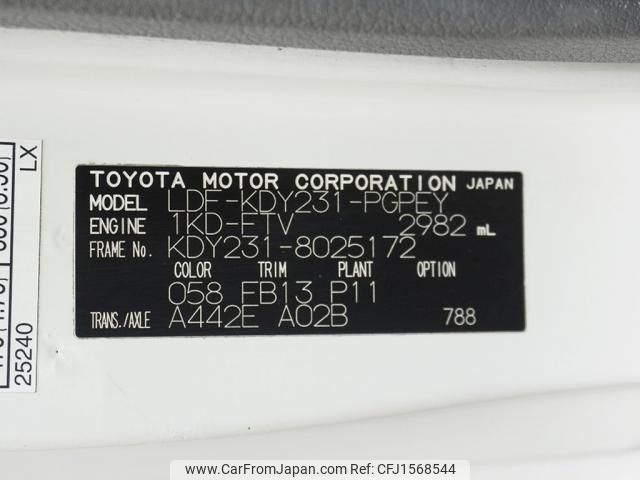 TOYOTA MOTOR CORPORATION JAPAN
MODEL LDF-KDY231-PGPEY
ENGINE 1KD-FTV 2982 mL
FRAME No. KDY231-8025172
COLOR TRIM PLANT OPTION
058 FB13 P11
TRANS./AXLE A442E A02B 788
25240 LX
www.CarFromJapan.com - ID: CFJ1568544